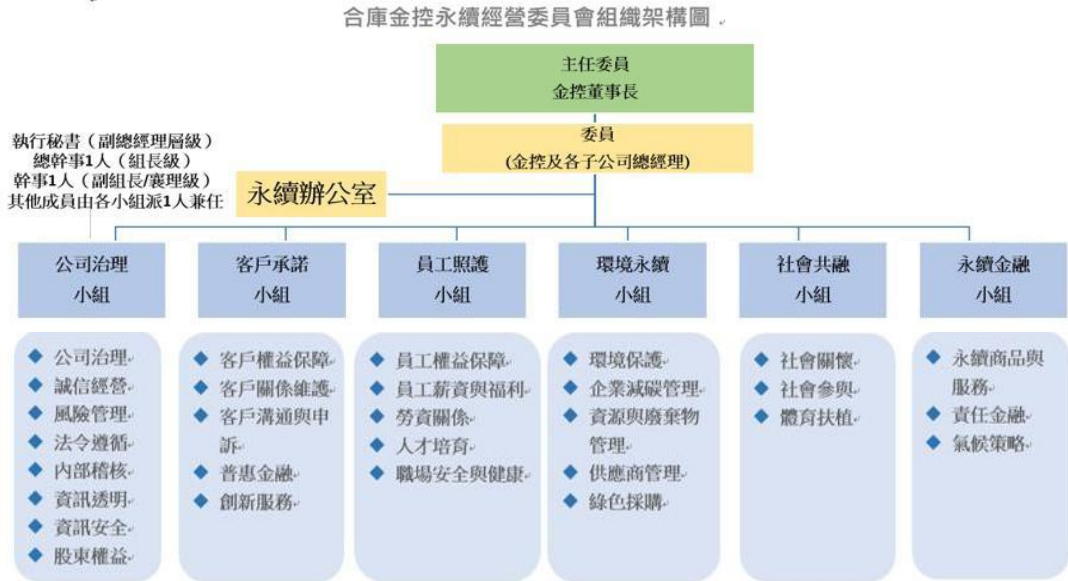 合庫金控永續經營委員會組織架構圖
主任委員
金控董事長
委員
(金控及各子公司總經理)
執行秘書（副總經理層級）
總幹事1人（組長級）
幹事1人（副組長/襄理級）
其他成員由各小組派1人兼任
永續辦公室
公司治理
小組
客戶承諾
小組
員工照護
小組
環境永續
小組
社會共融
小組
永續金融
小組
公司治理
誠信經營
風險管理
法令遵循
內部稽核
資訊透明
資訊安全
股東權益
客戶權益保障
客戶關係維護
客戶溝通與申
訴
普惠金融
創新服務
員工權益保障
員工薪資與福利
勞資關係
人才培育
職場安全與健康
環境保護
企業減碳管理
資源與廢棄物
管理
供應商管理
綠色採購
社會關懷
社會參與
體育扶植
永續商品與
服務
責任金融
氣候策略